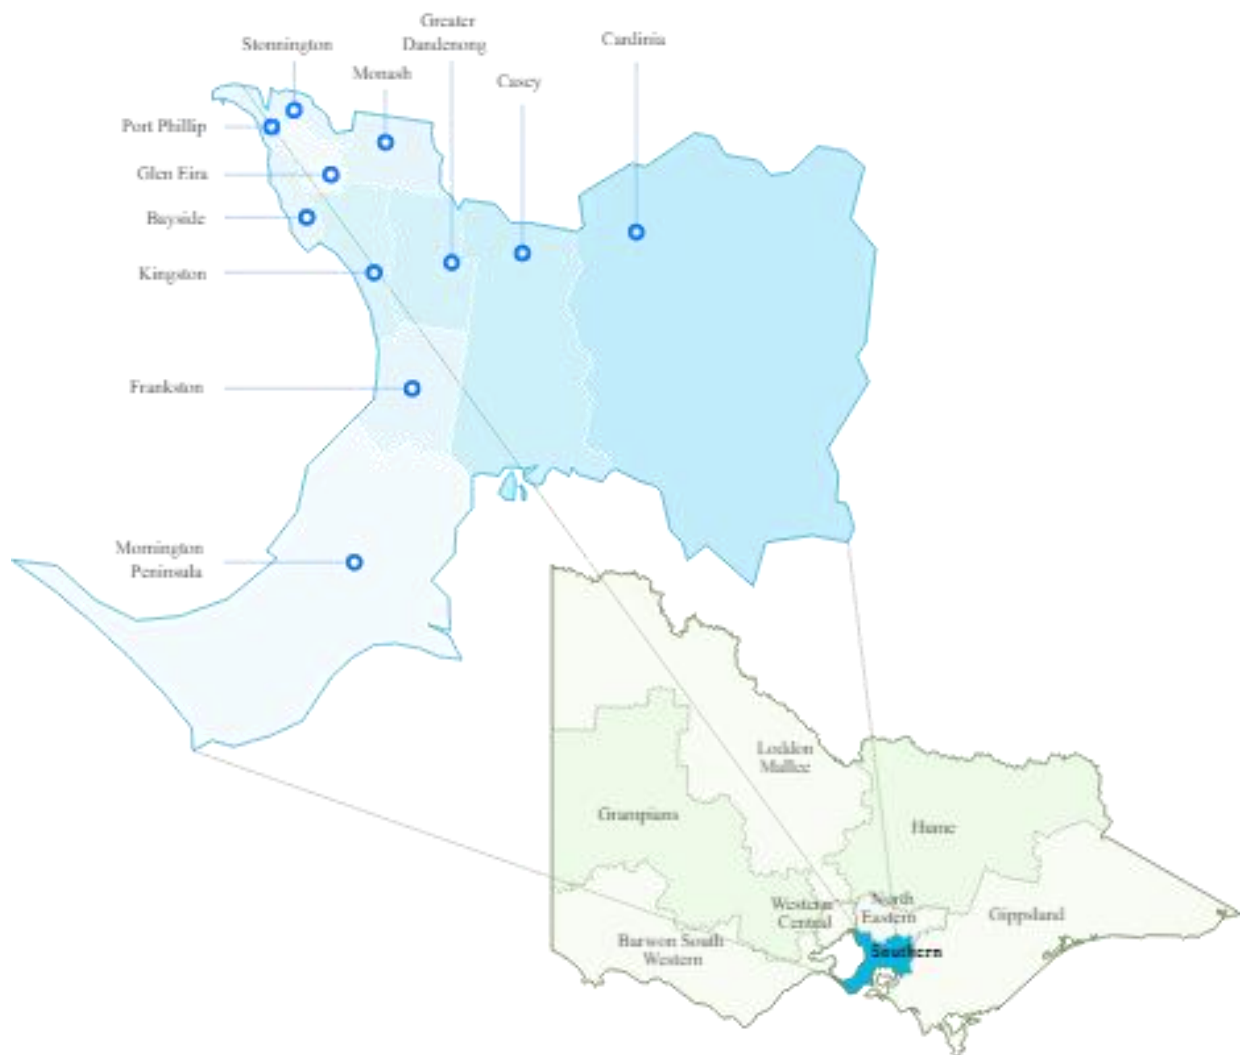 Greater
Dandenong
Stonnington
Cardinia
Monash
Casey
Port Phillip
Glen Eira
Bayside
Kingston
Frankston
Mornington
Peninsula
Loddon
Mallee
Grampians
Hume
Western
Central
North
Eastern
Gippsland
Barwon South
Western
Southern